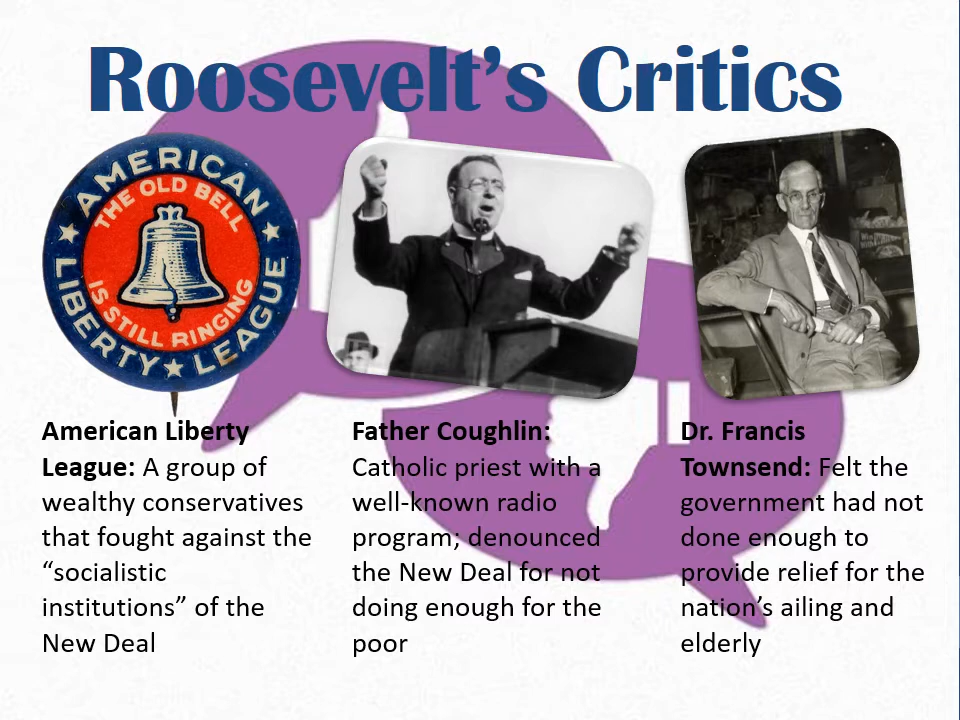 Roosevelt's Critics
AMERICAN
THE OLD BELL
IS STILL RINGING
LIBERTY ★ LEAGUE
American Liberty
League: A group of
wealthy conservatives
that fought against the
“socialistic
institutions” of the
New Deal
Father Coughlin:
Catholic priest with a
well-known radio
program; denounced
the New Deal for not
doing enough for the
poor
Dr. Francis
Townsend: Felt the
government had not
done enough to
provide relief for the
nation’s ailing and
elderly